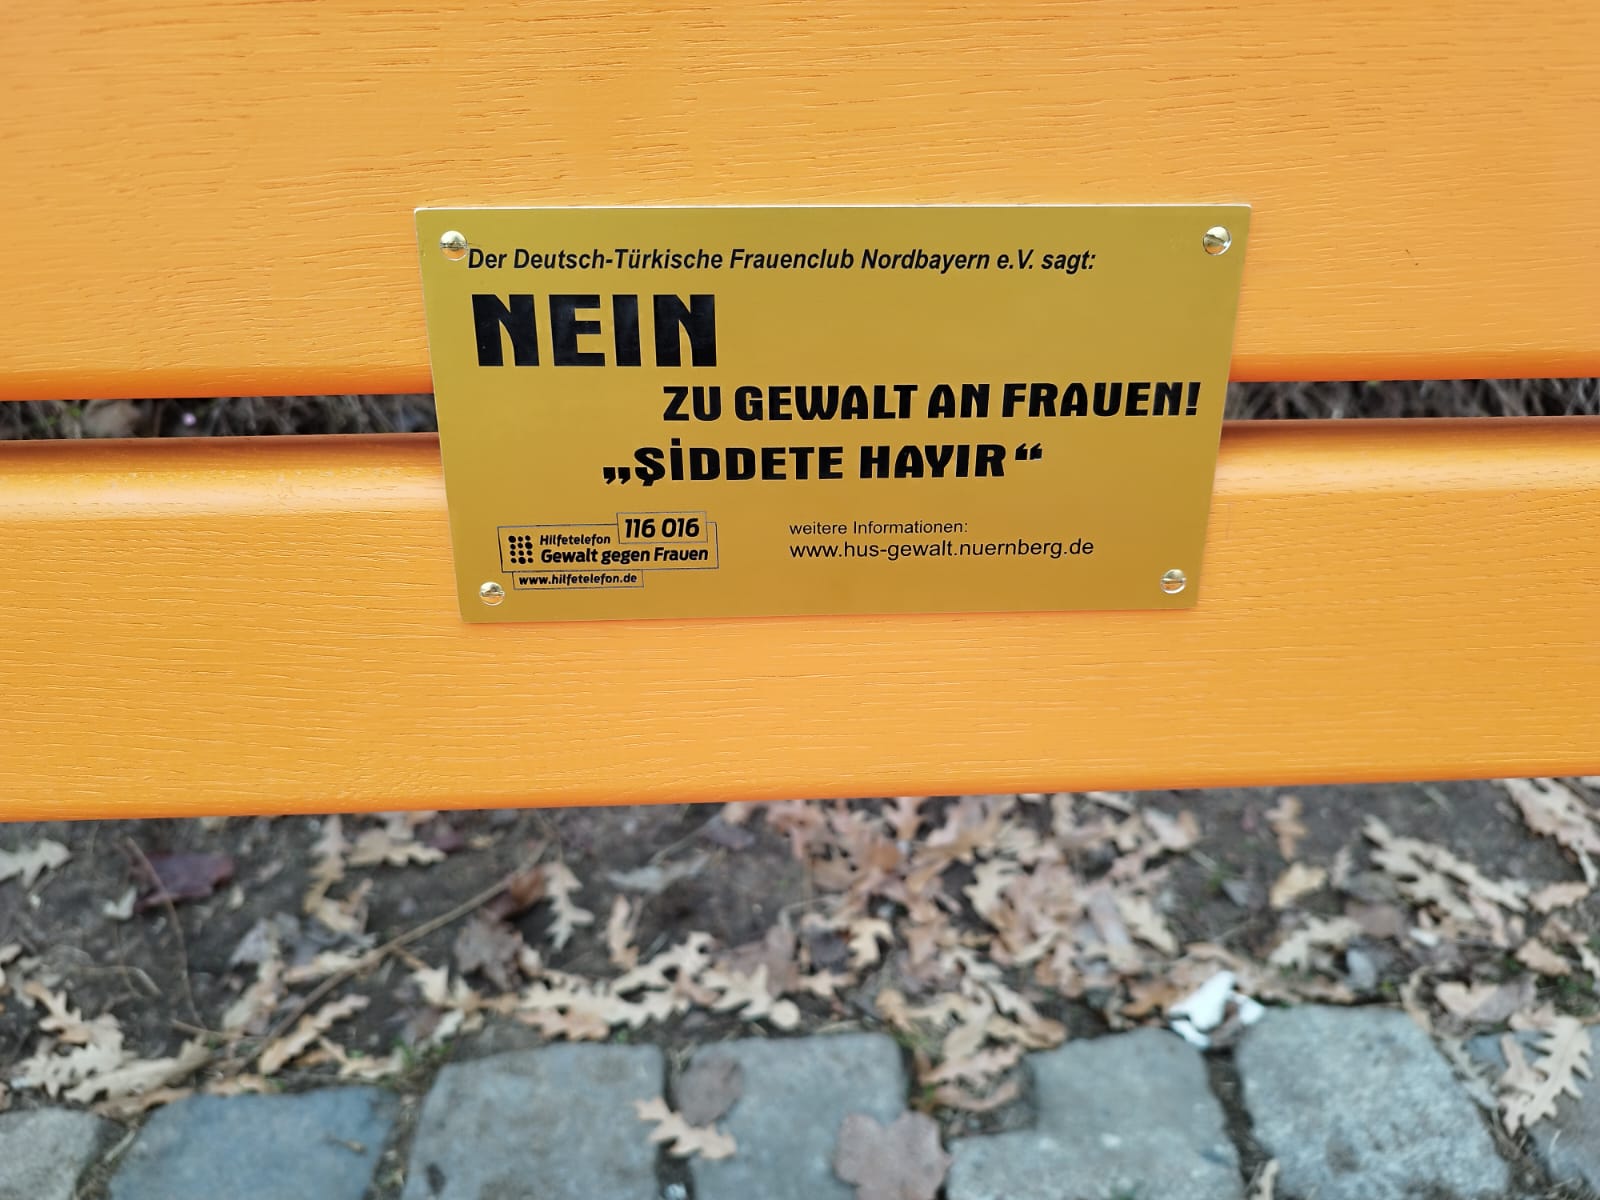 Der Deutsch-Türkische Frauenclub Nordbayern e.V. sagt:
NEIN
ZU GEWALT AN FRAUEN!
„ŞİDDETE HAYIR“
116 016
Hilfetelefon
Gewalt gegen Frauen
www.hilfetelefon.de
weitere Informationen:
www.hus-gewalt.nuernberg.de